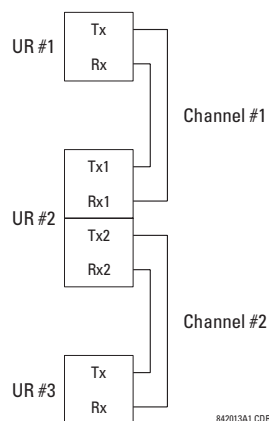 Tx
UR #1
Rx
Channel #1
Tx1
Rx1
UR #2
Tx2
Rx2
Channel #2
Tx
UR #3
Rx
842013A1.CDR